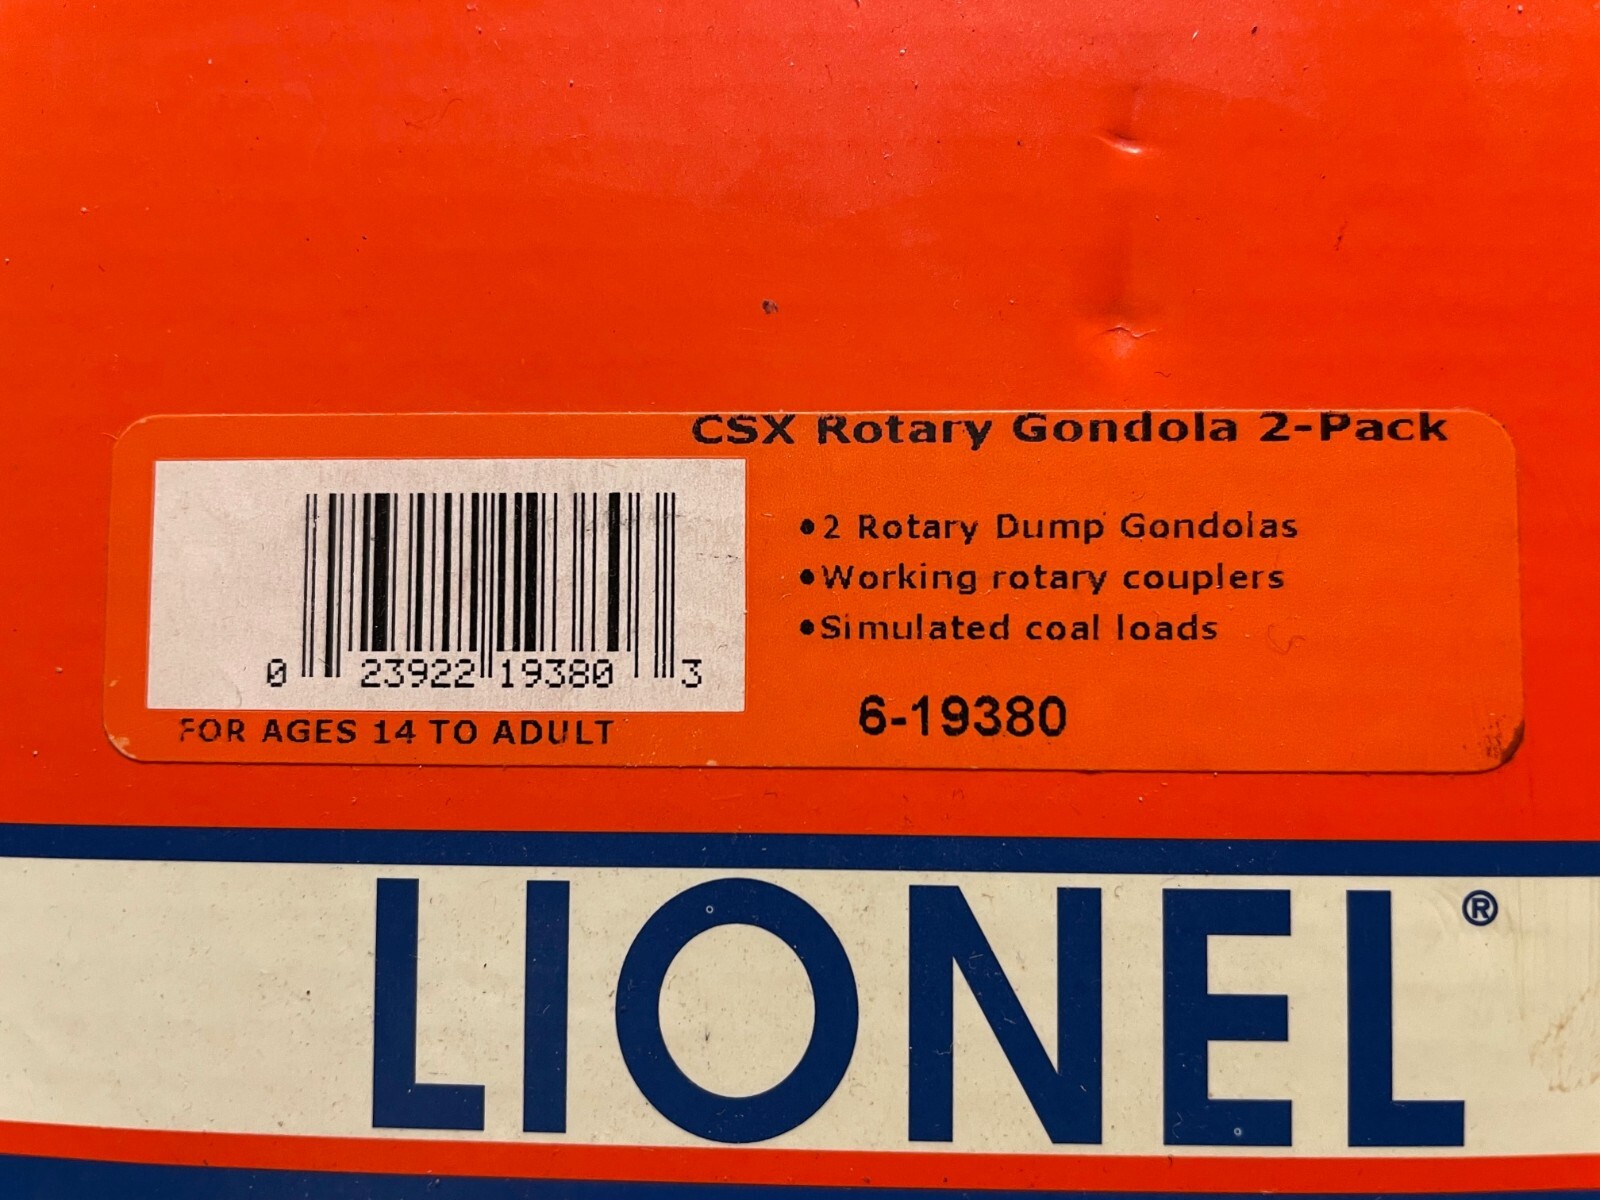 CSX Rotary Gondola 2-Pack
•2 Rotary Dump Gondolas
•Working rotary couplers
•Simulated coal loads
6-19380
0 23922 19380 3
FOR AGES 14 TO ADULT
LIONEL®